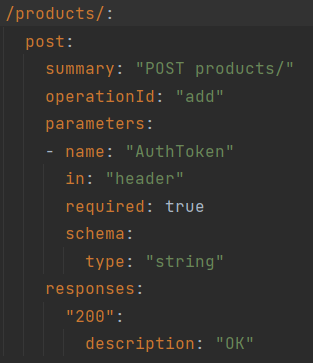 /products/:
  post:
    summary: "POST products/"
    operationId: "add"
    parameters:
    - name: "AuthToken"
      in: "header"
      required: true
      schema:
        type: "string"
    responses:
      "200":
        description: "OK"